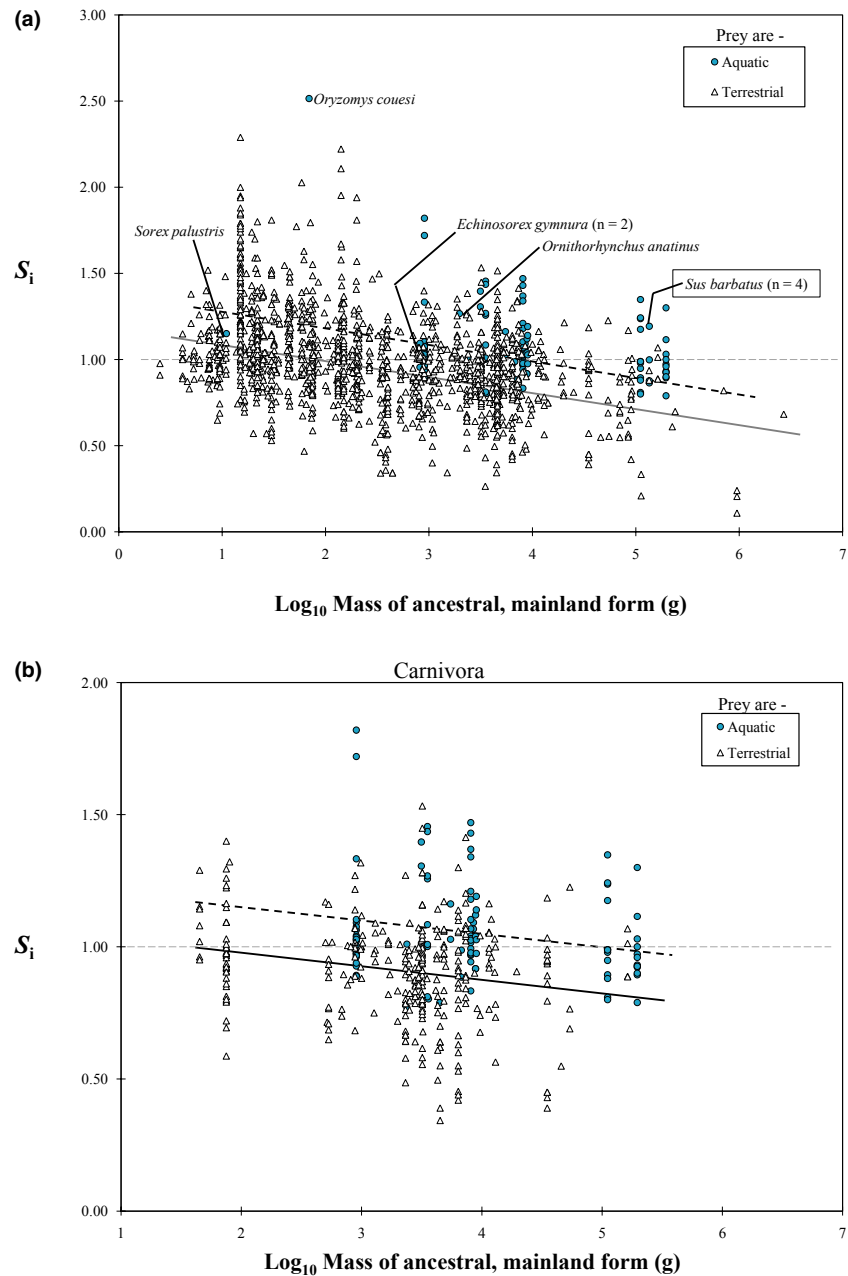 (a)
3.00
2.50
2.00
1.50
1.00
0.50
0.00
Si
Prey are -
Aquatic
Terrestrial
Oryzomys couesi
Sorex palustris
Echinosorex gymnura (n = 2)
Ornithorhynchus anatinus
Sus barbatus (n = 4)
0 1 2 3 4 5 6 7
Log10 Mass of ancestral, mainland form (g)
(b)
Carnivora
2.00
1.50
1.00
0.50
0.00
Si
Prey are -
Aquatic
Terrestrial
1 2 3 4 5 6 7
Log10 Mass of ancestral, mainland form (g)